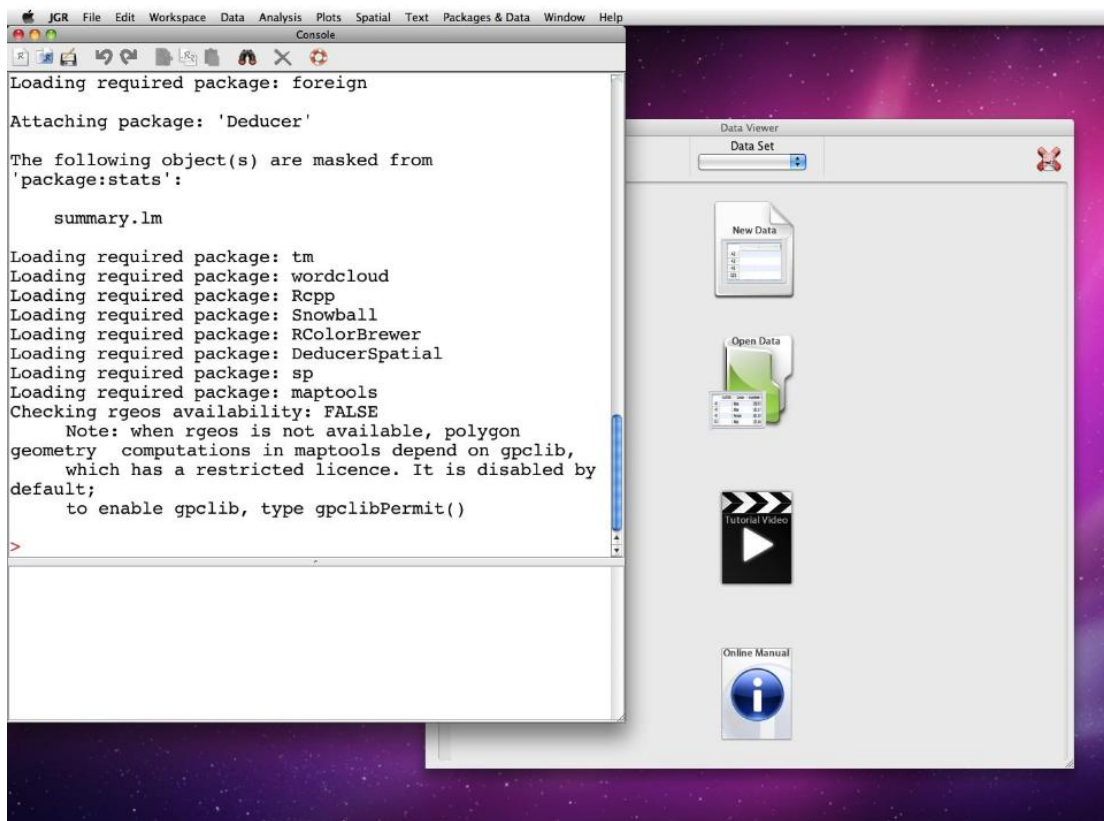 JGR File Edit Workspace Data Analysis Plots Spatial Text Packages & Data Window Help
Console
Loading required package: foreign
Attaching package: 'Deducer'
The following object(s) are masked from
'package:stats':
summary.lm
Loading required package: tm
Loading required package: wordcloud
Loading required package: Rcpp
Loading required package: Snowball
Loading required package: RColorBrewer
Loading required package: DeducerSpatial
Loading required package: sp
Loading required package: maptools
Checking rgeos availability: FALSE
Note: when rgeos is not available, polygon
geometry  computations in maptools depend on gpclib,
which has a restricted licence. It is disabled by
default;
to enable gpclib, type gpclibPermit()
>
Data Viewer
Data Set
New Data
Open Data
Tutorial Video
Online Manual